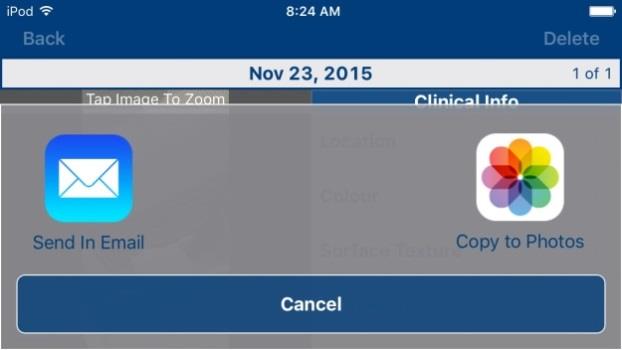 iPod 8:24 AM
Back Delete
Nov 23, 2015 1 of 1
Tap Image To Zoom Clinical Info
Location
Colour
Surface Texture
Send In Email Copy to Photos
Cancel